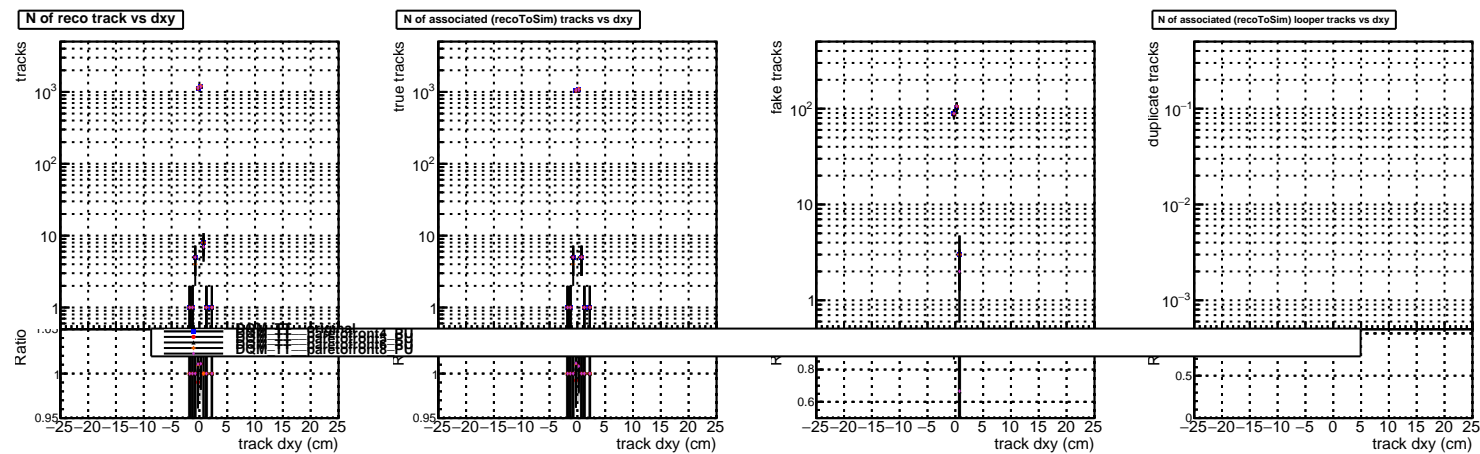 N of reco track vs dxy
tracks
10³
10²
10
1
Ratio
1
0.95
−25 −20 −15 −10 −5 0 5 10 15 20 25
track dxy (cm)
N of associated (recoToSim) tracks vs dxy
true tracks
10³
10²
10
1
1
0.95
−25 −20 −15 −10 −5 0 5 10 15 20 25
track dxy (cm)
fake tracks
10²
10
1
0.8
0.6
−25 −20 −15 −10 −5 0 5 10 15 20 25
track dxy (cm)
N of associated (recoToSim) looper tracks vs dxy
duplicate tracks
10⁻¹
10⁻²
10⁻³
0.5
0
−25 −20 −15 −10 −5 0 5 10 15 20 25
track dxy (cm)
DQM_TT__paretofront4_PU
DQM_TT__paretofront8_PU